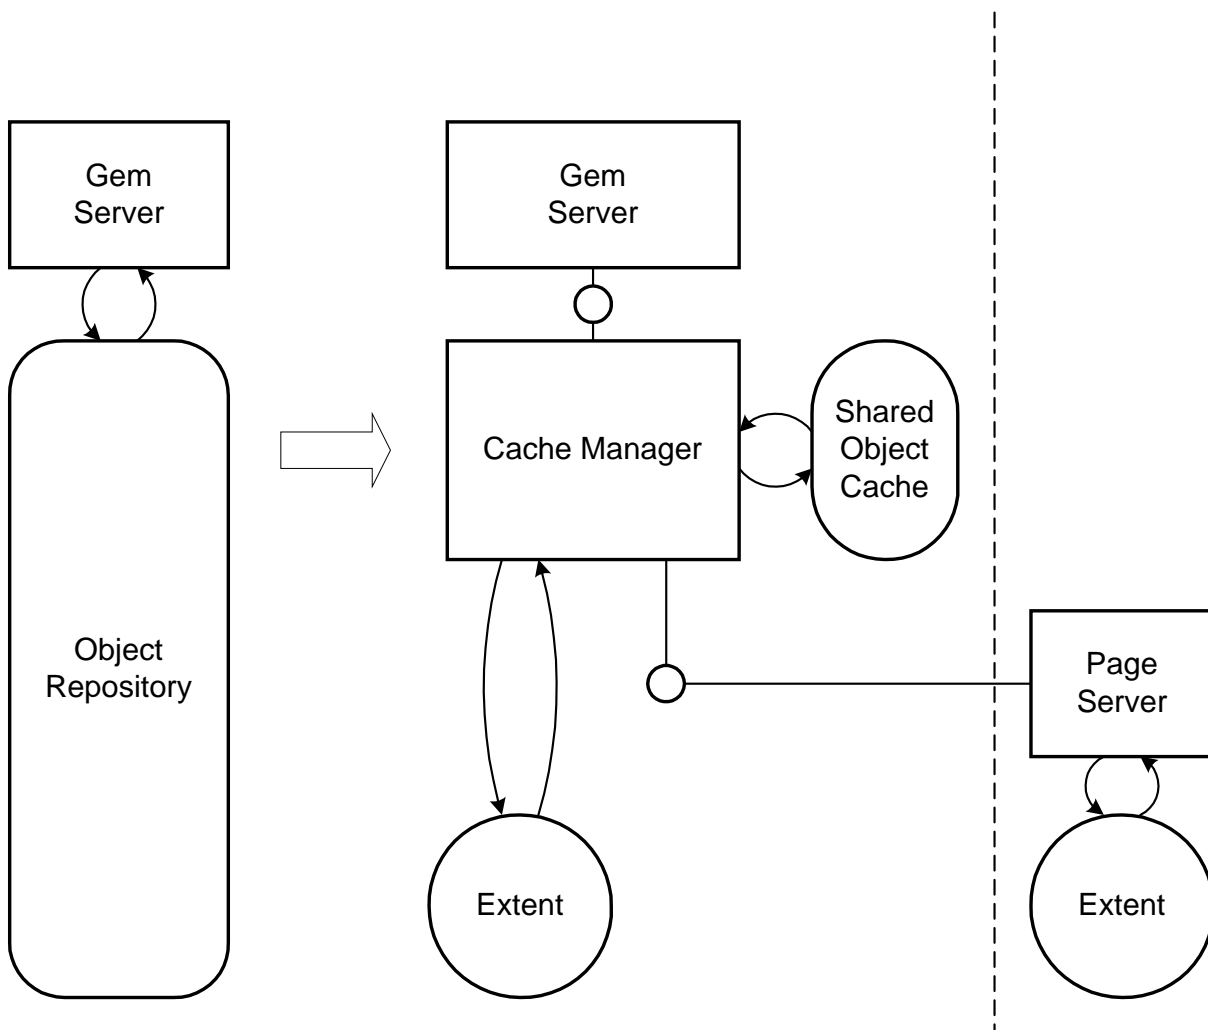 Gem
Server
Gem
Server
Shared
Object
Cache
Cache Manager
Object
Repository
Page
Server
Extent
Extent